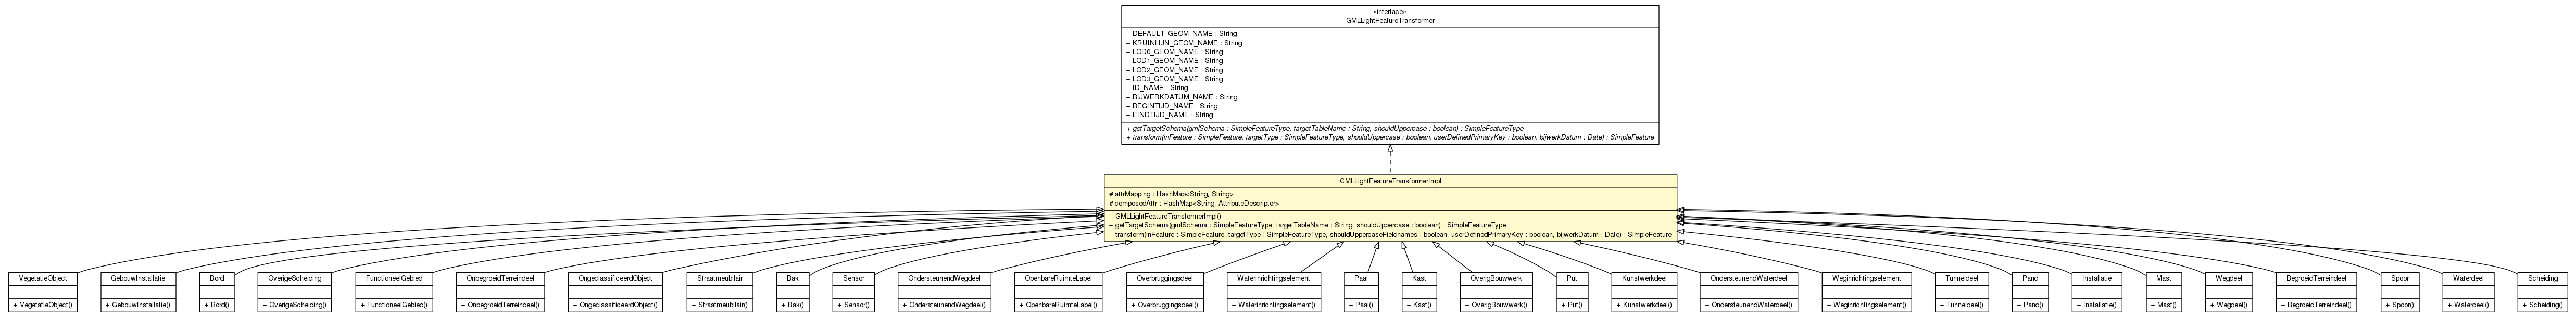 «interface»
GMLLightFeatureTransformer
+ DEFAULT_GEOM_NAME : String
+ KRUINLIJN_GEOM_NAME : String
+ LOD0_GEOM_NAME : String
+ LOD1_GEOM_NAME : String
+ LOD2_GEOM_NAME : String
+ LOD3_GEOM_NAME : String
+ ID_NAME : String
+ BIJWERKDATUM_NAME : String
+ BEGINTIJD_NAME : String
+ EINDTIJD_NAME : String
+ getTargetSchema(gmlSchema : SimpleFeatureType, targetTableName : String, shouldUppercase : boolean) : SimpleFeatureType
+ transform(inFeature : SimpleFeature, targetType : SimpleFeatureType, shouldUppercase : boolean, userDefinedPrimaryKey : boolean, bijwerkDatum : Date) : SimpleFeature
GMLLightFeatureTransformerImpl
# attrMapping : HashMap<String, String>
# composedAttr : HashMap<String, AttributeDescriptor>
+ GMLLightFeatureTransformerImpl()
+ getTargetSchema(gmlSchema : SimpleFeatureType, targetTableName : String, shouldUppercase : boolean) : SimpleFeatureType
+ transform(inFeature : SimpleFeature, targetType : SimpleFeatureType, shouldUppercaseFieldnames : boolean, userDefinedPrimaryKey : boolean, bijwerkDatum : Date) : SimpleFeature
VegetatieObject
+ VegetatieObject()
GebouwInstallatie
+ GebouwInstallatie()
Bord
+ Bord()
OverigeScheiding
+ OverigeScheiding()
FunctioneelGebied
+ FunctioneelGebied()
OnbegroeidTerreindeel
+ OnbegroeidTerreindeel()
OngeclassificeerdObject
+ OngeclassificeerdObject()
Straatmeubilair
+ Straatmeubilair()
Bak
+ Bak()
Sensor
+ Sensor()
OndersteunendWegdeel
+ OndersteunendWegdeel()
OpenbareRuimteLabel
+ OpenbareRuimteLabel()
Overbruggingsdeel
+ Overbruggingsdeel()
Waterinrichtingselement
+ Waterinrichtingselement()
Paal
+ Paal()
Kast
+ Kast()
OverigBouwwerk
+ OverigBouwwerk()
Put
+ Put()
Kunstwerkdeel
+ Kunstwerkdeel()
OndersteunendWaterdeel
+ OndersteunendWaterdeel()
Weginrichtingselement
+ Weginrichtingselement()
Tunneldeel
+ Tunneldeel()
Pand
+ Pand()
Installatie
+ Installatie()
Mast
+ Mast()
Wegdeel
+ Wegdeel()
BegroeidTerreindeel
+ BegroeidTerreindeel()
Spoor
+ Spoor()
Waterdeel
+ Waterdeel()
Scheiding
+ Scheiding()